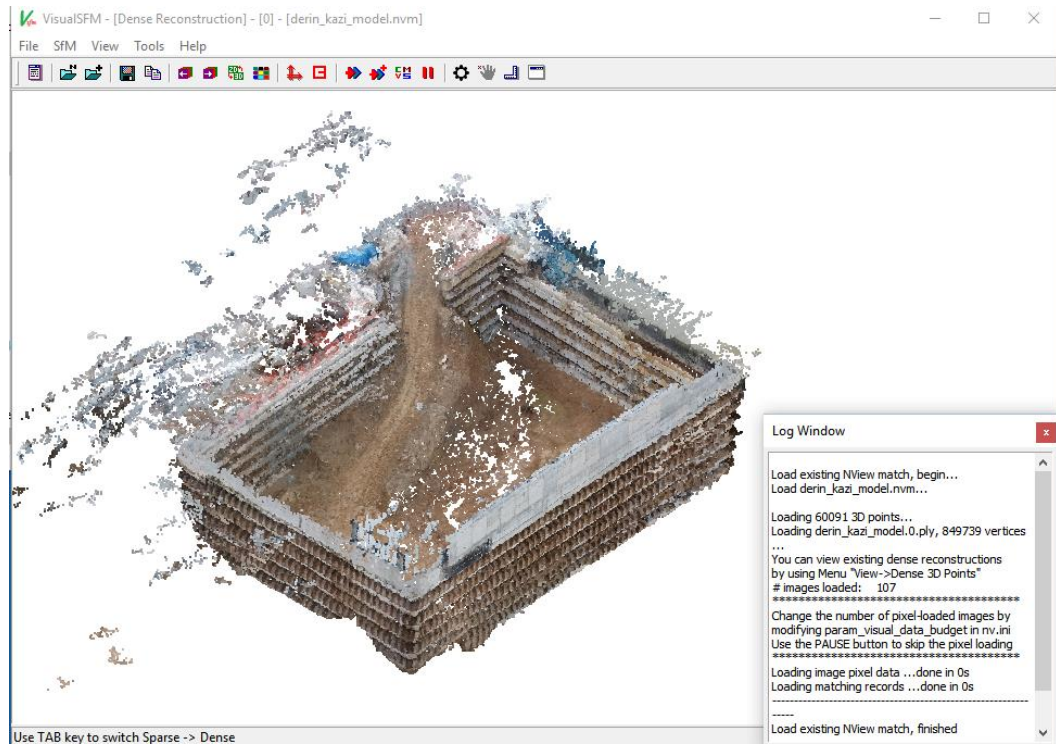 VisualSFM - [Dense Reconstruction] - [0] - [derin_kazi_model.nvm]
File SfM View Tools Help
Log Window
Load existing NView match, begin...
Load derin_kazi_model.nvm...
Loading 60091 3D points...
Loading derin_kazi_model.0.ply, 849739 vertices
...
You can view existing dense reconstructions
by using Menu "View->Dense 3D Points"
# images loaded: 107
****************************************
Change the number of pixel-loaded images by
modifying param_visual_data_budget in nv.ini
Use the PAUSE button to skip the pixel loading
****************************************
Loading image pixel data ...done in 0s
Loading matching records ...done in 0s
----------------------------------------------------------------
-----
Load existing NView match, finished
Use TAB key to switch Sparse -> Dense